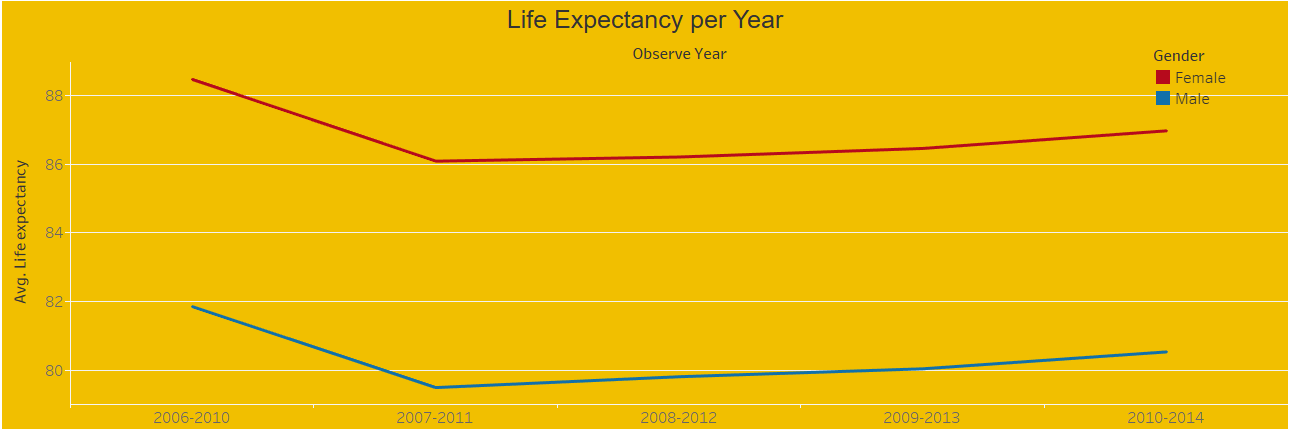 Life Expectancy per Year
Observe Year
Gender
Female
Male
Avg. Life expectancy
88
86
84
82
80
2006-2010
2007-2011
2008-2012
2009-2013
2010-2014